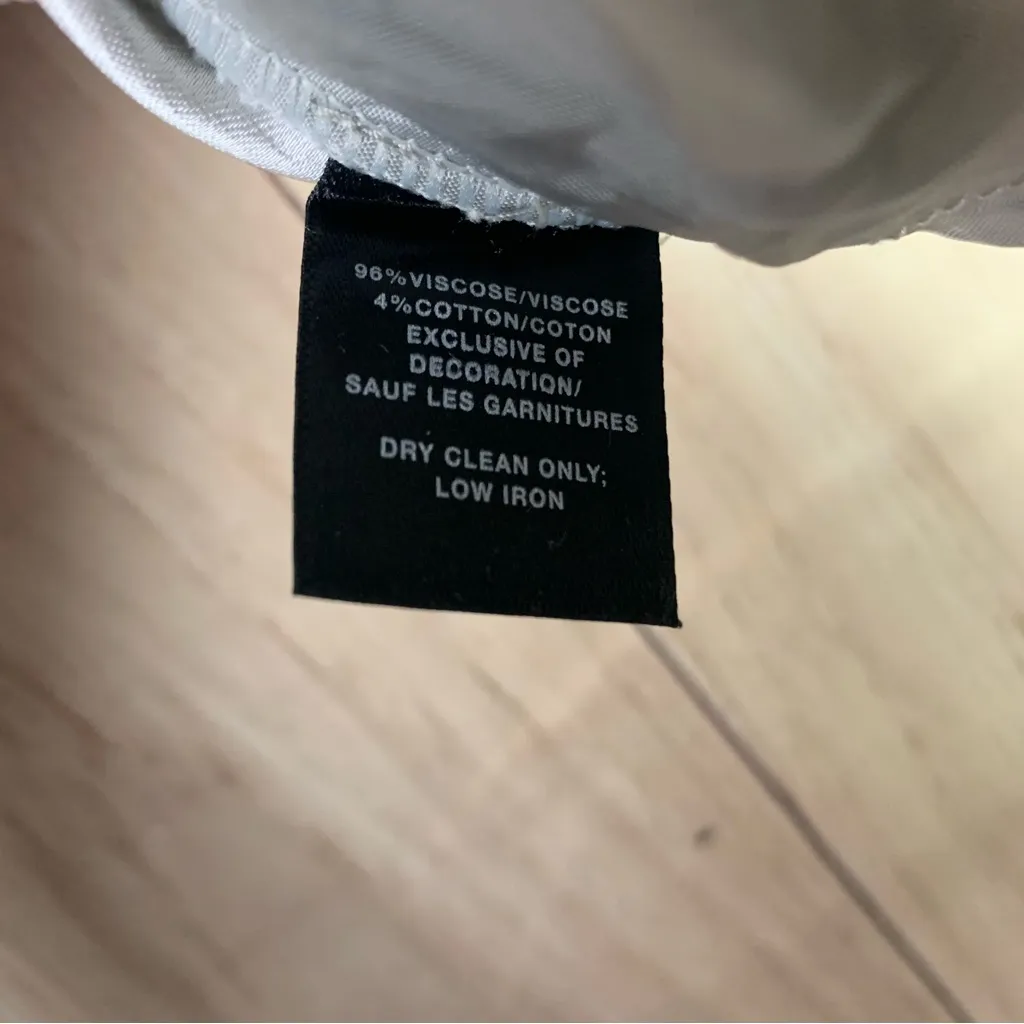 96%VISCOSE/VISCOSE
4%COTTON/COTON
EXCLUSIVE OF
DECORATION/
SAUF LES GARNITURES
DRY CLEAN ONLY;
LOW IRON